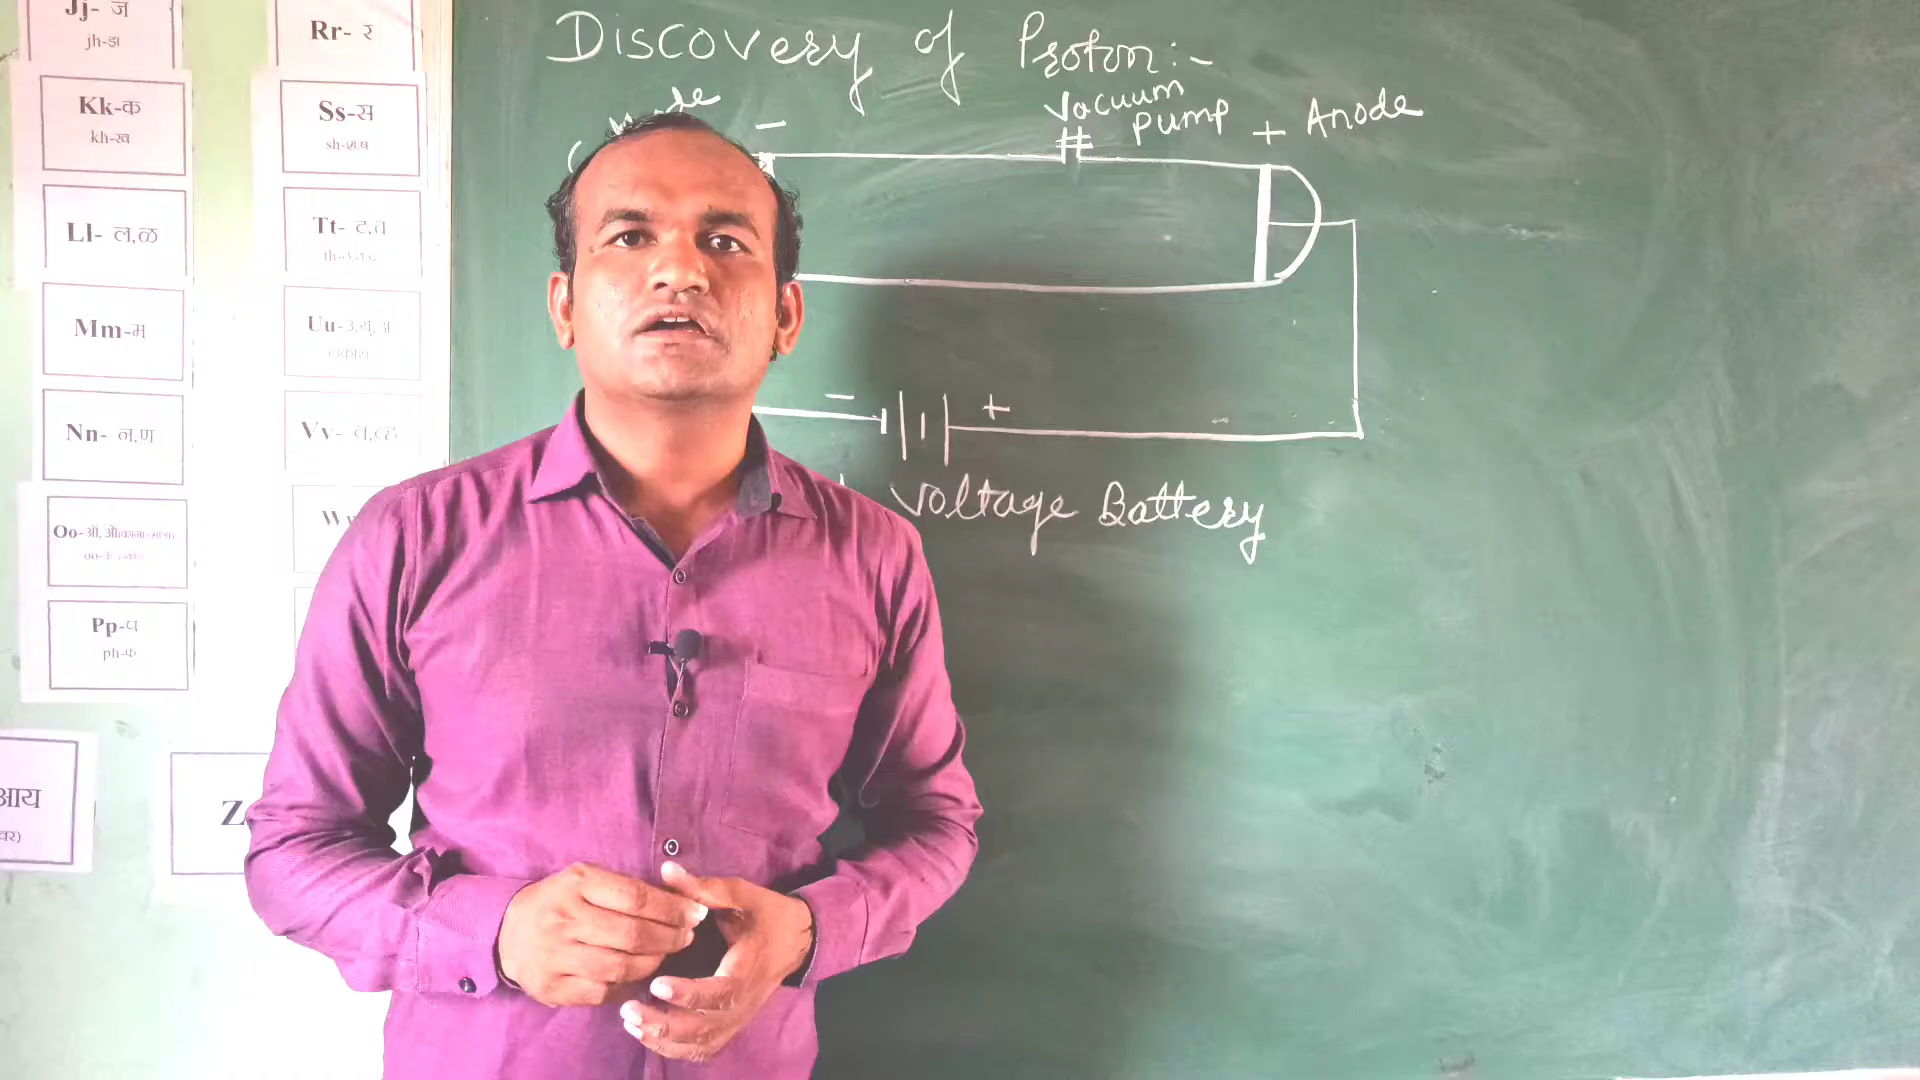 Jj- ज
jh-झ
Kk-क
kh-ख
Ll- ल,ळ
Mm-म
Nn- न,ण
Oo-ऑ,
Pp-प
ph-फ
आय
Z
Rr- र
Ss-स
sh-श,ष
Tt- ट,त
Uu-उ,यु,अ
Vv- व,व्ह
Discovery of Proton:-
-
Vacuum
Pump
+ Anode
- +
Voltage Battery